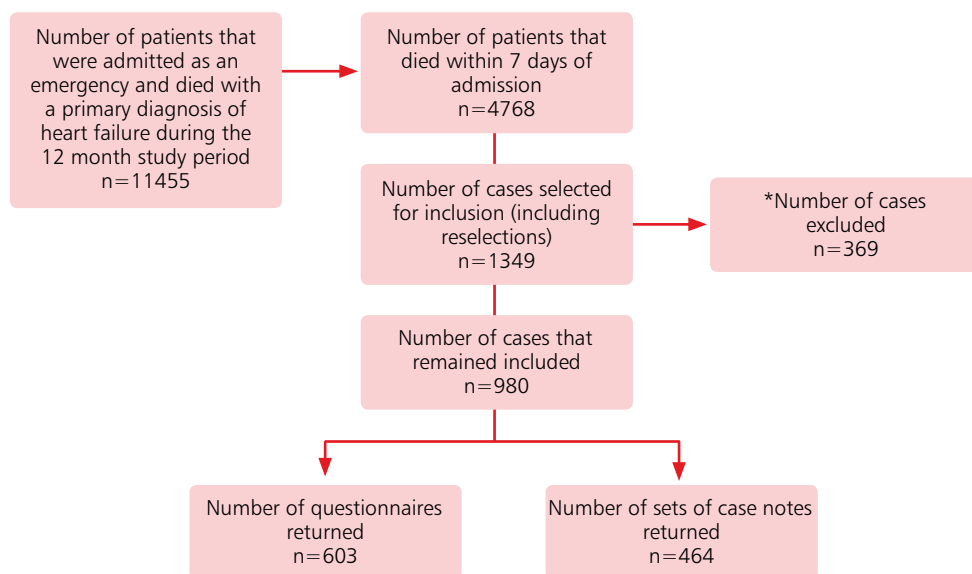 Number of patients that
were admitted as an
emergency and died with
a primary diagnosis of
heart failure during the
12 month study period
n=11455
Number of patients that
died within 7 days of
admission
n=4768
Number of cases selected
for inclusion (including
reselections)
n=1349
*Number of cases
excluded
n=369
Number of cases that
remained included
n=980
Number of questionnaires
returned
n=603
Number of sets of case notes
returned
n=464